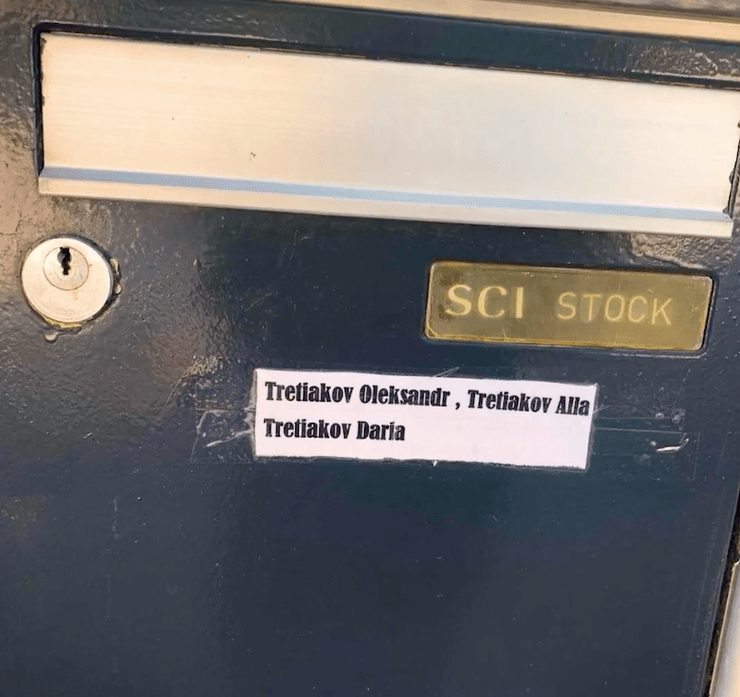 SCI STOCK
Tretiakov Oleksandr , Tretiakov Alla
Tretiakov Daria